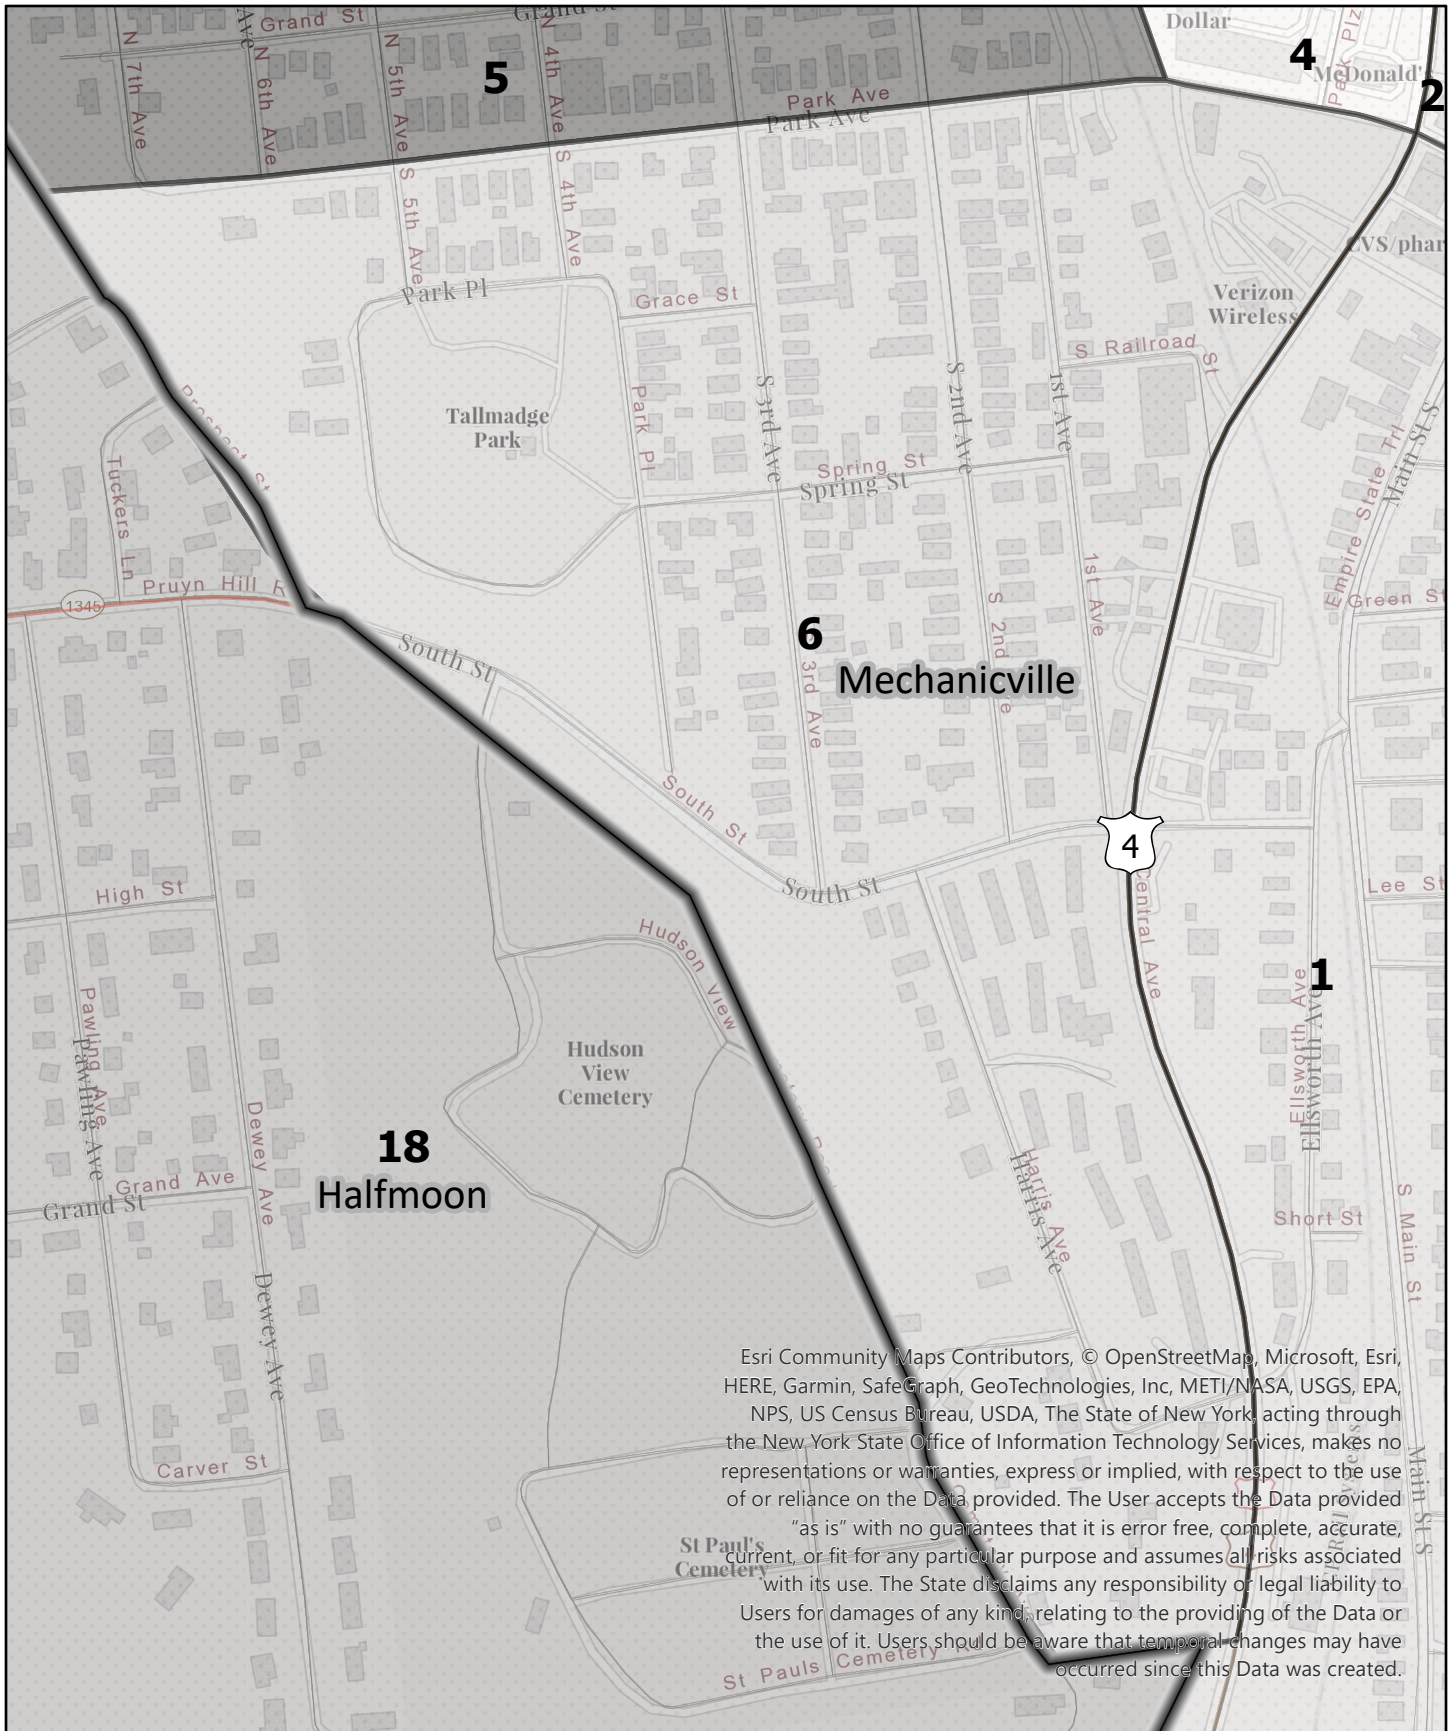 Grand St
Grand St
Dollar
4
Park Plz
McDonald's
N 7th Ave
Ave
N 6th Ave
N 5th Ave
N 4th Ave
5
2
Park Ave
Park Ave
S 5th Ave
S 4th Ave
CVS/phar
Park Pl
Grace St
Verizon
Wireless
S Railroad St
Tallmadge
Park
Park Pl
S 3rd Ave
S 2nd Ave
1st Ave
Prospect St
Spring St
Spring St
Tuckers Ln
Empire State Trl
Main St S
Pruyn Hill R
1345
1st Ave
Green St
S 2nd
6
3rd Ave
Mechanicville
South St
South St
South St
4
Central Ave
High St
Lee St
Hudson View
1
Ellsworth Ave
Ellsworth Ave
Pawling Ave
Pawling Ave
Hudson
View
Cemetery
Dewey Ave
18
Halfmoon
Harris Ave
Harris Ave
Grand Ave
Grand St
Short St
S Main St
Dewey Ave
Carver St
Main St S
St Paul's
Cemetery
St Pauls Cemetery Rd
Esri Community Maps Contributors, © OpenStreetMap, Microsoft, Esri,
HERE, Garmin, SafeGraph, GeoTechnologies, Inc, METI/NASA, USGS, EPA,
NPS, US Census Bureau, USDA, The State of New York, acting through
the New York State Office of Information Technology Services, makes no
representations or warranties, express or implied, with respect to the use
of or reliance on the Data provided. The User accepts the Data provided
“as is” with no guarantees that it is error free, complete, accurate,
current, or fit for any particular purpose and assumes all risks associated
with its use. The State disclaims any responsibility or legal liability to
Users for damages of any kind, relating to the providing of the Data or
the use of it. Users should be aware that temporal changes may have
occurred since this Data was created.